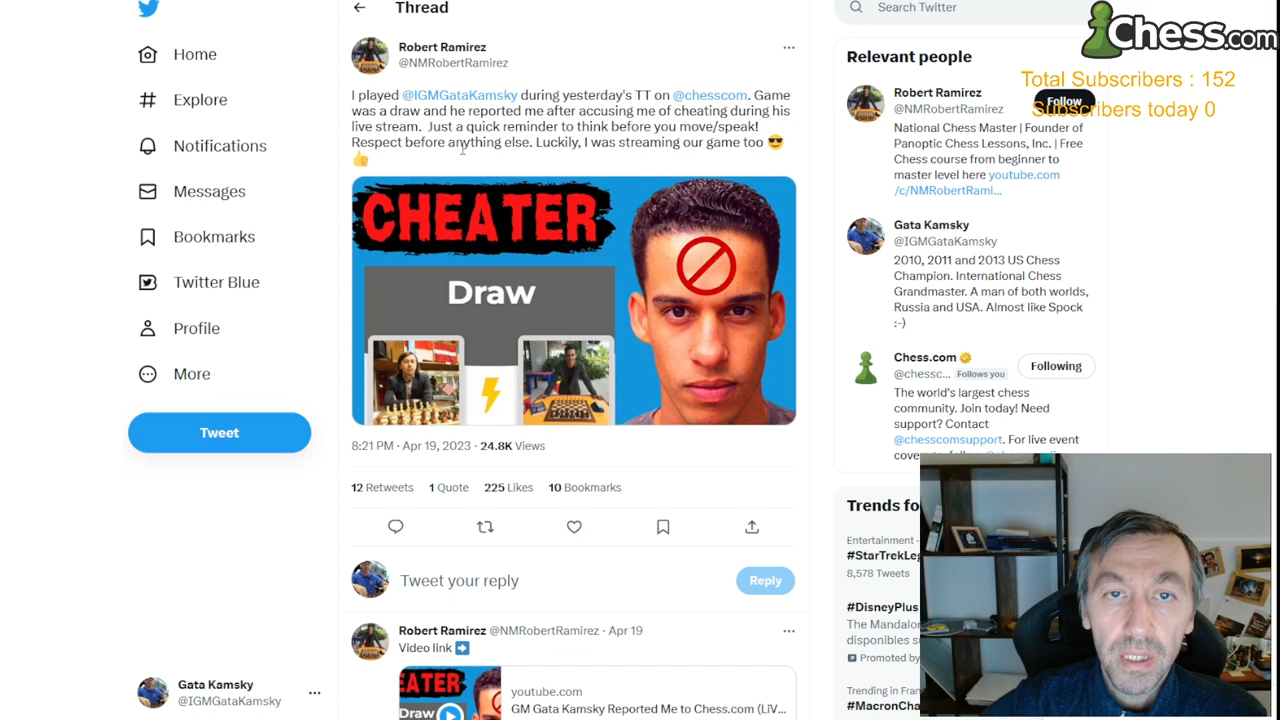 Home
Explore
Notifications
Messages
Bookmarks
Twitter Blue
Profile
More
Tweet
Gata Kamsky
@IGMGataKamsky
Thread
Robert Ramirez
@NMRobertRamirez
I played @IGMGataKamsky during yesterday's TT on @chesscom. Game
was a draw and he reported me after accusing me of cheating during his
live stream. Just a quick reminder to think before you move/speak!
Respect before anything else. Luckily, I was streaming our game too 😎
👍
CHEATER
Draw
8:21 PM · Apr 19, 2023 · 24.8K Views
12 Retweets 1 Quote 225 Likes 10 Bookmarks
Tweet your reply
Reply
Robert Ramirez @NMRobertRamirez · Apr 19
Video link ➡
EATER
Draw
youtube.com
GM Gata Kamsky Reported Me to Chess.com (LiV...
Search Twitter
Chess.com
Total Subscribers : 152
Subscribers today 0
Relevant people
Robert Ramirez
@NMRobertRamirez
Follow
National Chess Master | Founder of
Panoptic Chess Lessons, Inc. | Free
Chess course from beginner to
master level here youtube.com
/c/NMRobertRami...
Gata Kamsky
@IGMGataKamsky
2010, 2011 and 2013 US Chess
Champion. International Chess
Grandmaster. A man of both worlds,
Russia and USA. Almost like Spock
:-)
Chess.com
@chessc... Follows you
Following
The world's largest chess
community. Join today! Need
support? Contact
@chesscomsupport. For live event
Trends fo
Entertainment ·
#StarTrekLeg
8,578 Tweets
#DisneyPlus
The Mandalor
disponibles su
Promoted by
Trending in Fran
#MacronCha